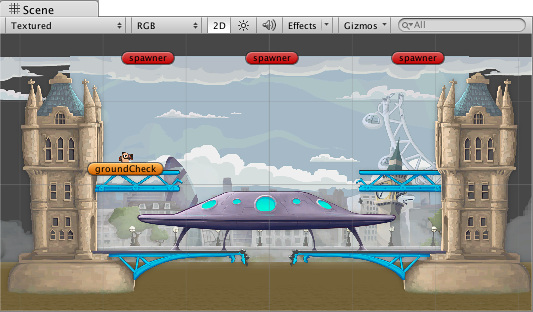 Scene
Textured RGB 2D Effects Gizmos All
spawner spawner spawner
groundCheck